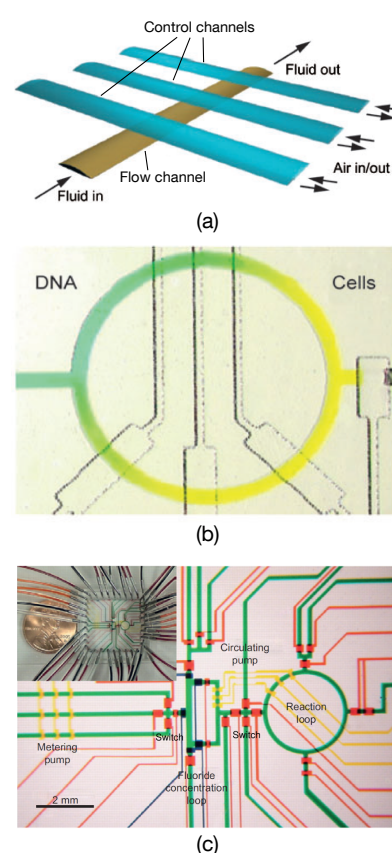 Control channels
Fluid out
Flow channel
Air in/out
Fluid in
(a)
DNA
Cells
(b)
Circulating
pump
Reaction
loop
Switch
Switch
Metering
pump
Fluoride
concentration
loop
2 mm
(c)